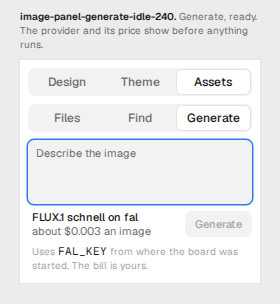 image-panel-generate-idle-240. Generate, ready.
The provider and its price show before anything
runs.
Design Theme Assets
Files Find Generate
Describe the image
FLUX.1 schnell on fal
about $0.003 an image
Generate
Uses FAL_KEY from where the board was
started. The bill is yours.